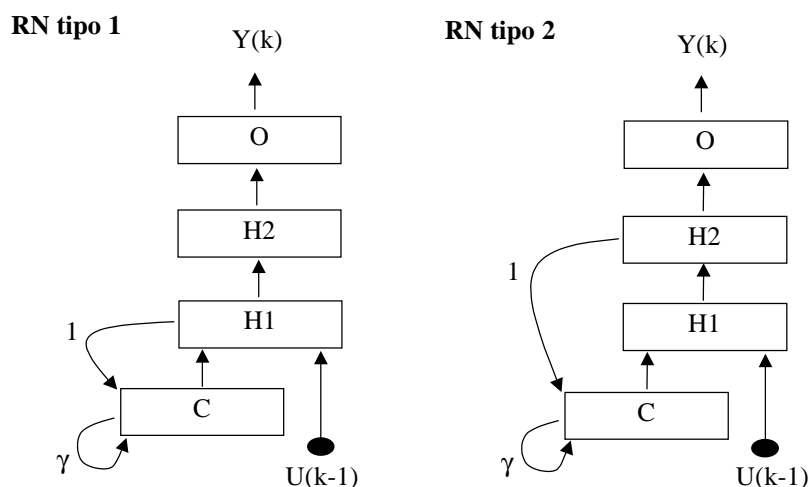 RN tipo 1
Y(k)
O
H2
H1
1
C
γ
U(k-1)
RN tipo 2
Y(k)
O
H2
1
H1
C
γ
U(k-1)